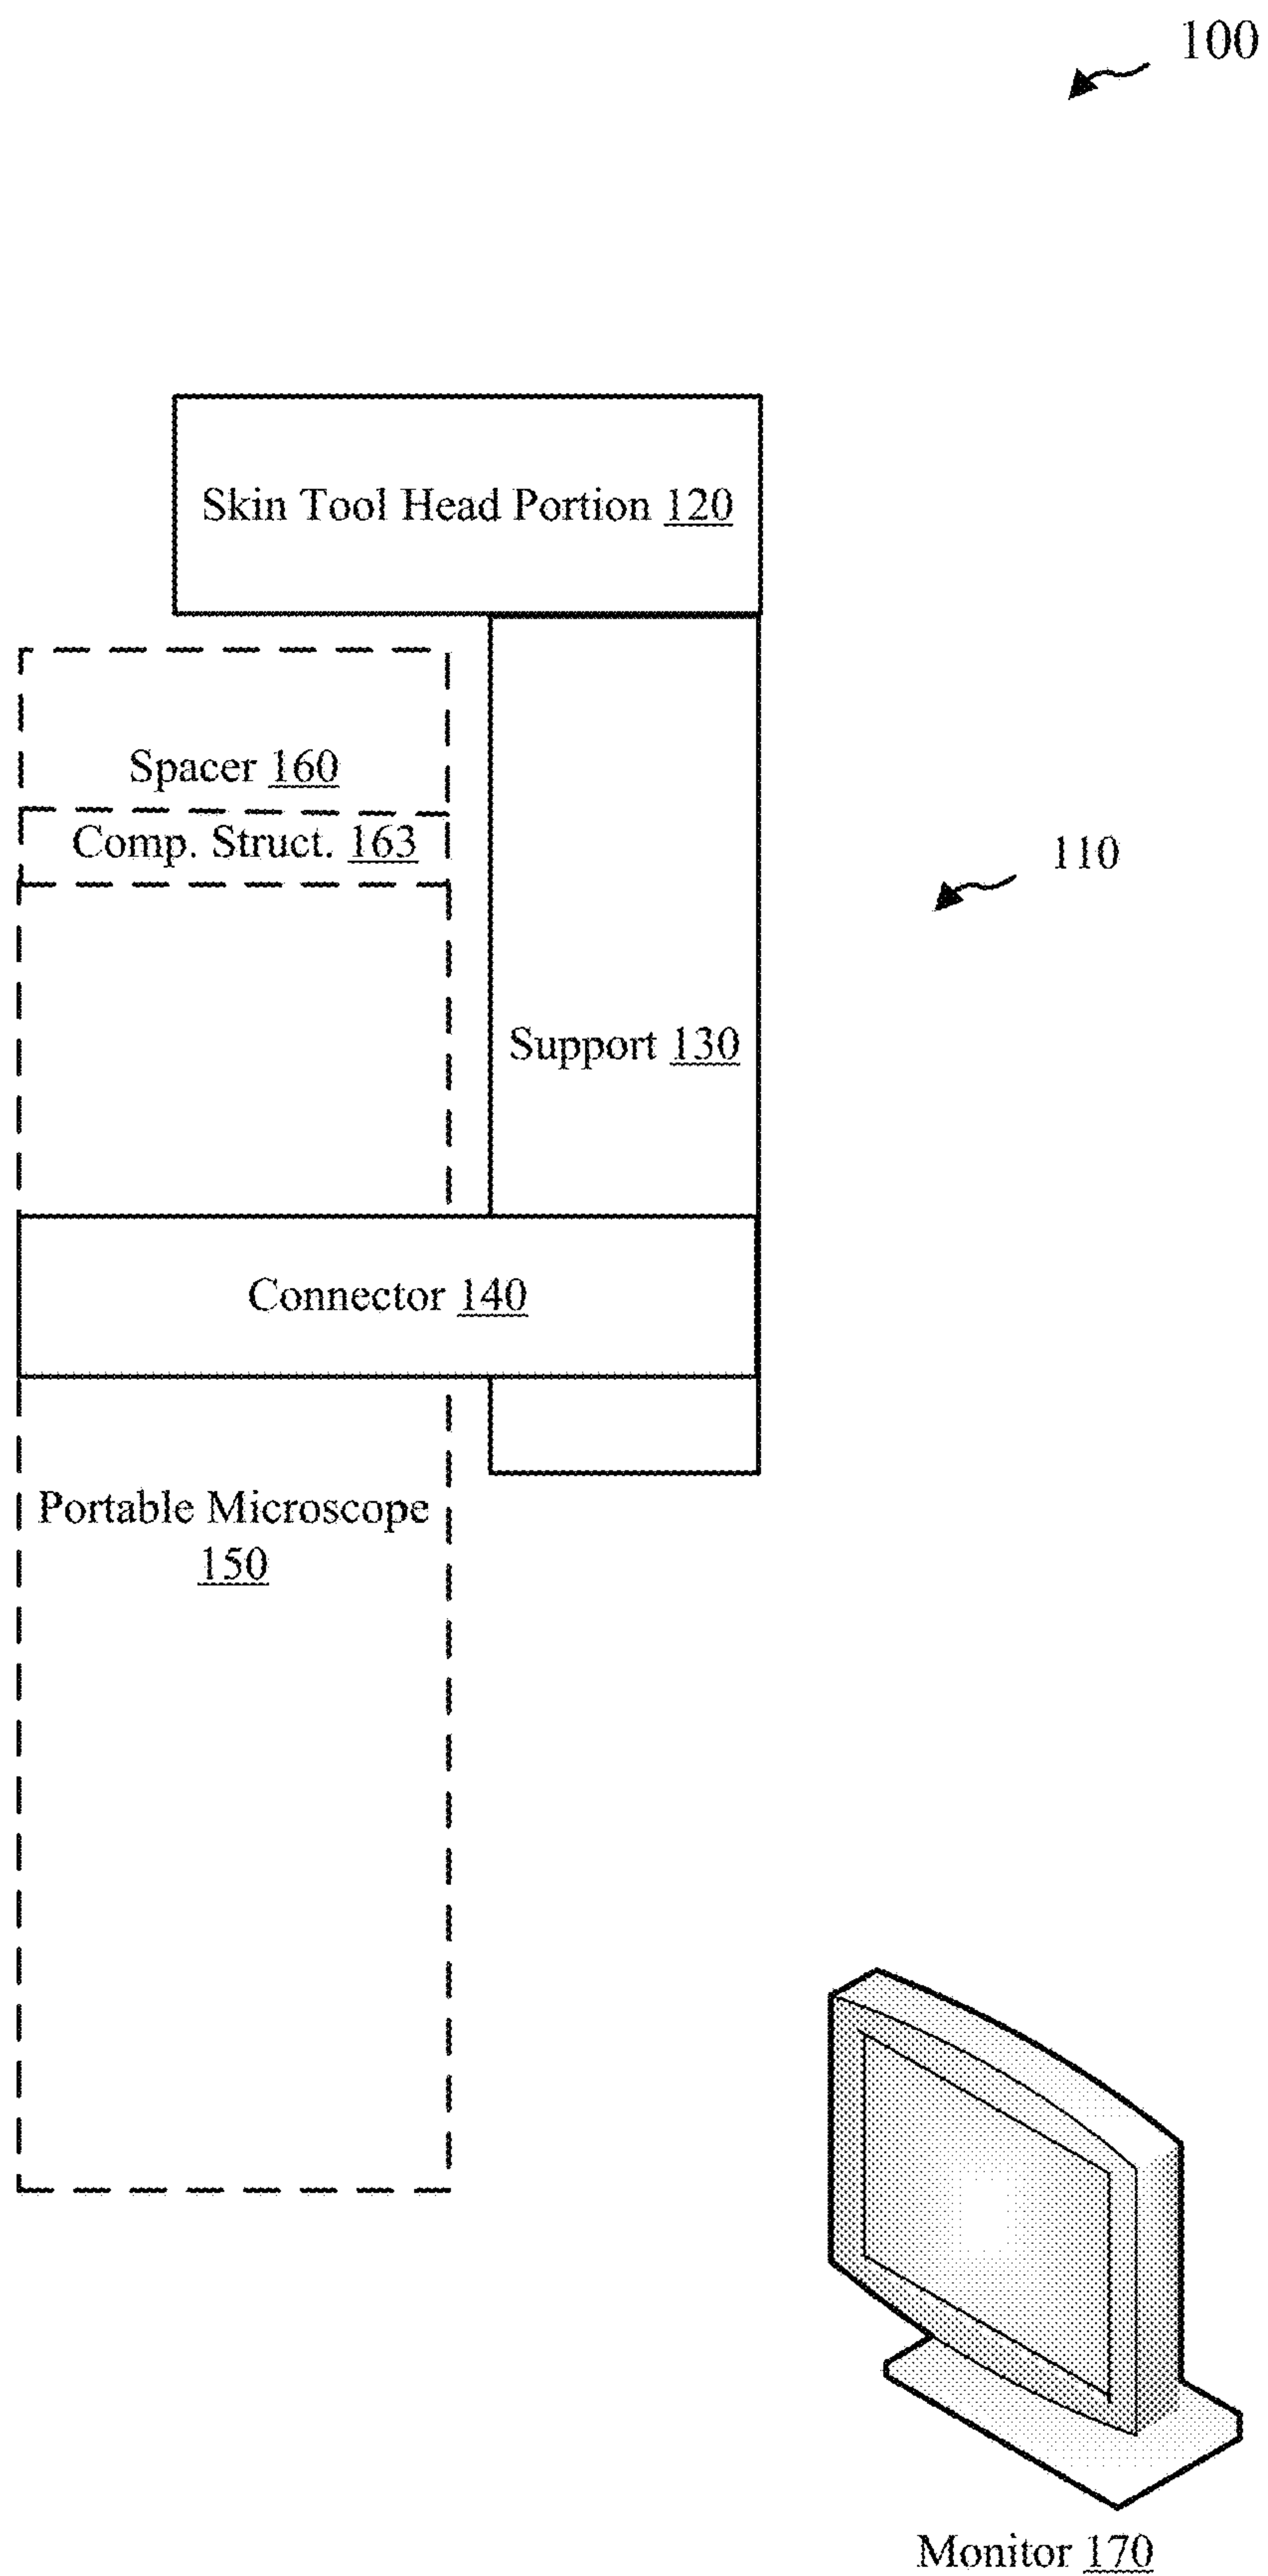 100
Skin Tool Head Portion 120
Spacer 160
Comp. Struct. 163
110
Support 130
Connector 140
Portable Microscope
150
Monitor 170